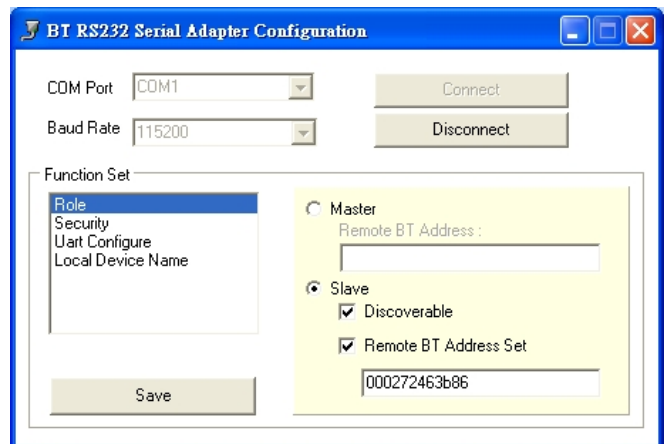 BT RS232 Serial Adapter Configuration
COM Port COM1 Connect
Baud Rate 115200 Disconnect
Function Set
Role
Security
Uart Configure
Local Device Name
Save
Master
Remote BT Address :
Slave
Discoverable
Remote BT Address Set
000272463b86